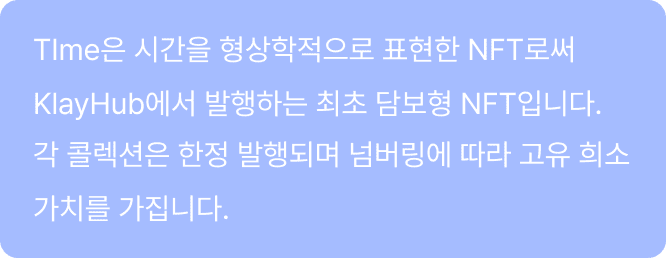 TIme은 시간을 형상학적으로 표현한 NFT로써
KlayHub에서 발행하는 최초 담보형 NFT입니다.
각 콜렉션은 한정 발행되며 넘버링에 따라 고유 희소
가치를 가집니다.